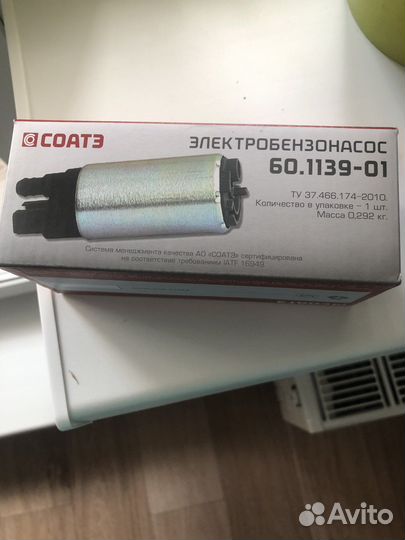 СОАТЭ
ЭЛЕКТРОБЕНЗОНАСОС
60.1139-01
ТУ 37.466.174-2010.
Количество в упаковке – 1 шт.
Масса 0,292 кг.
Система менеджмента качества АО «СОАТЭ» сертифицирована
на соответствие требованиям IATF 16949
Avito